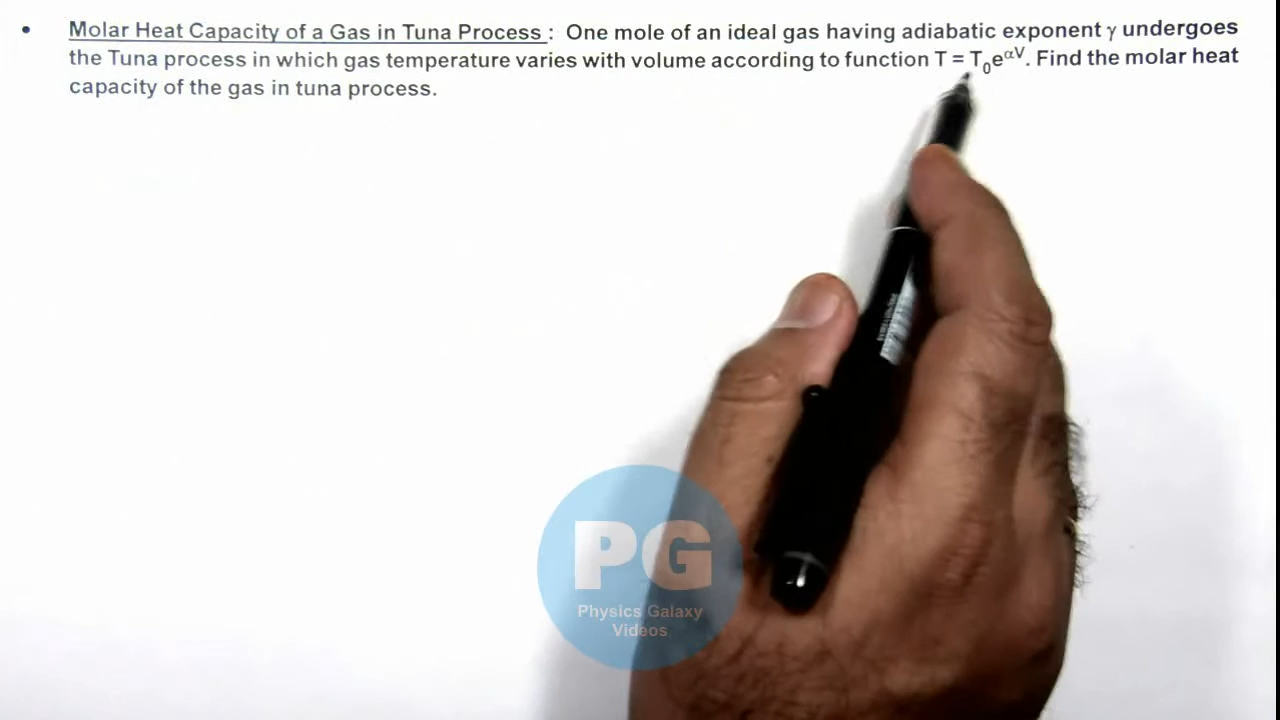 • Molar Heat Capacity of a Gas in Tuna Process : One mole of an ideal gas having adiabatic exponent γ undergoes
the Tuna process in which gas temperature varies with volume according to function T = T₀e^αV. Find the molar heat
capacity of the gas in tuna process.
PG
Physics Galaxy
Videos